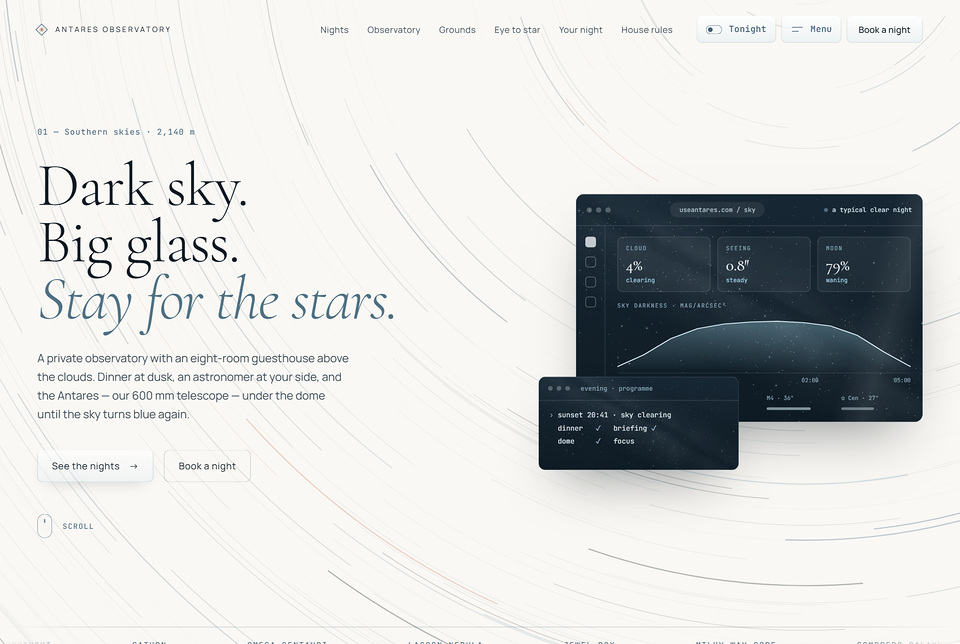 ANTARES OBSERVATORY
Nights Observatory Grounds Eye to star Your night House rules Tonight Menu Book a night
01 — Southern skies · 2,140 m
Dark sky.
Big glass.
Stay for the stars.
A private observatory with an eight-room guesthouse above
the clouds. Dinner at dusk, an astronomer at your side, and
the Antares — our 600 mm telescope — under the dome
until the sky turns blue again.
See the nights →
Book a night
SCROLL
useantares.com / sky
a typical clear night
CLOUD
4%
clearing
SEEING
0.8″
steady
MOON
79%
waning
SKY DARKNESS · MAG/ARCSEC²
02:00 05:00
M4 · 36° α Cen · 27°
evening · programme
› sunset 20:41 · sky clearing
dinner ✓ briefing ✓
dome ✓ focus
SATURN OMEGA CENTAURI LAGOON NEBULA JEWEL BOX MILKY WAY CORE